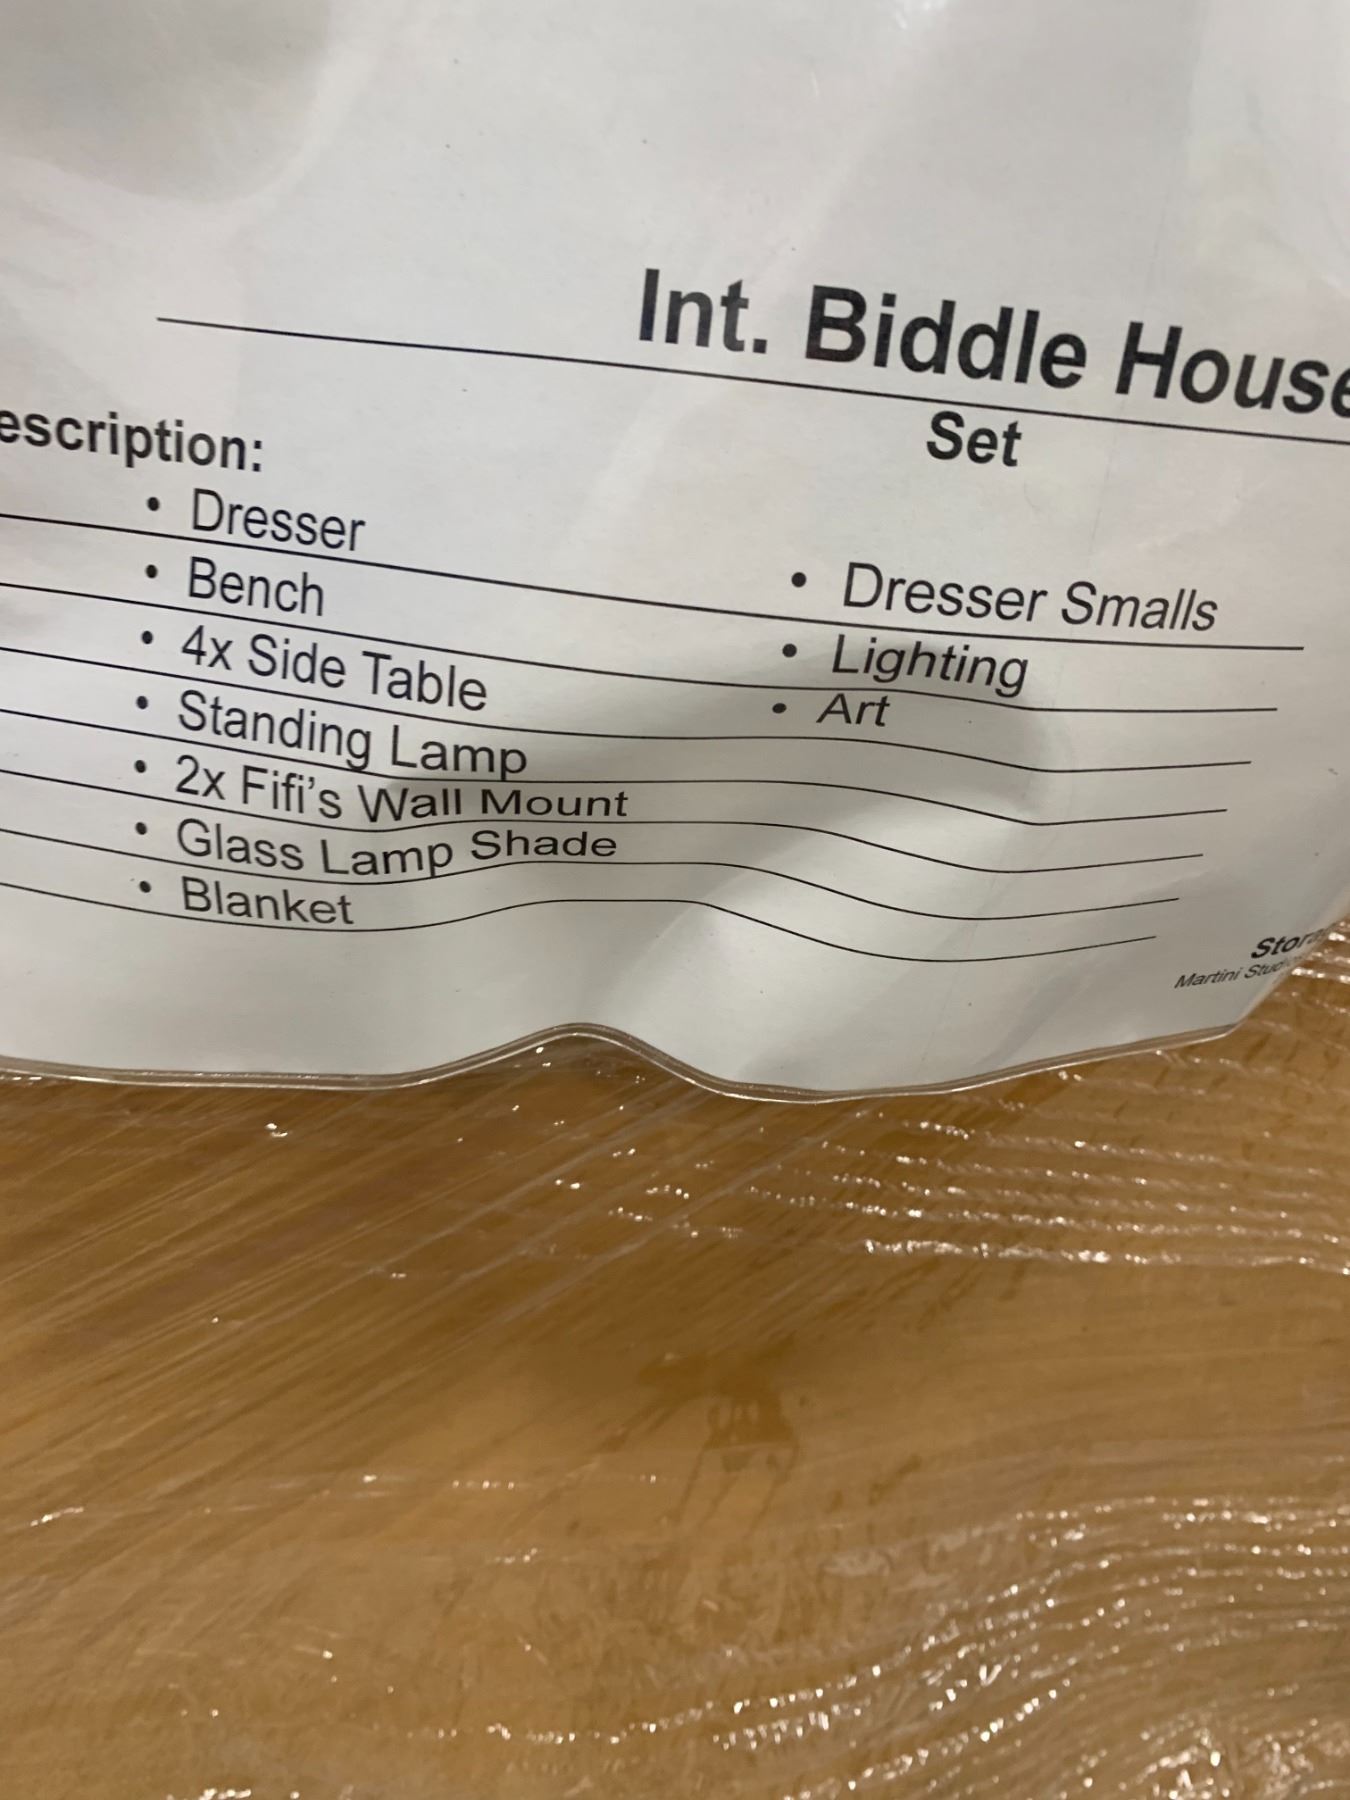 Int. Biddle House
Set
escription:
• Dresser
• Bench
• 4x Side Table
• Standing Lamp
• 2x Fifi's Wall Mount
• Glass Lamp Shade
• Blanket
• Dresser Smalls
• Lighting
• Art
Martini